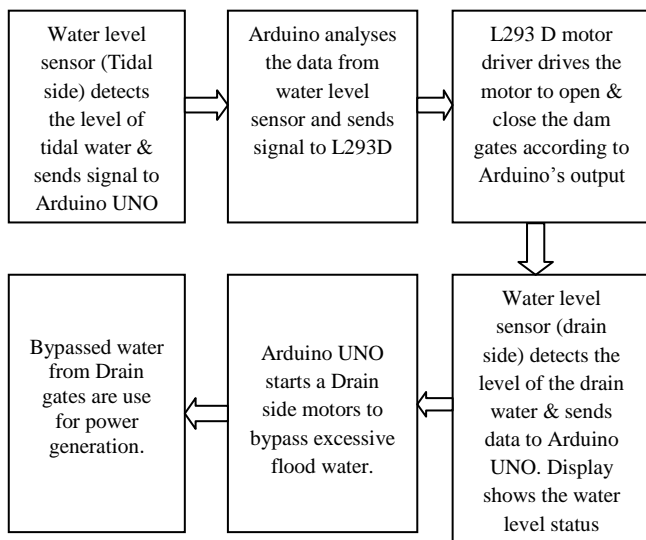 Water level
sensor (Tidal
side) detects
the level of
tidal water &
sends signal to
Arduino UNO
Arduino analyses
the data from
water level
sensor and sends
signal to L293D
L293 D motor
driver drives the
motor to open &
close the dam
gates according to
Arduino’s output
Water level
sensor (drain
side) detects the
level of the drain
water & sends
data to Arduino
UNO. Display
shows the water
level status
Arduino UNO
starts a Drain
side motors to
bypass excessive
flood water.
Bypassed water
from Drain
gates are use
for power
generation.